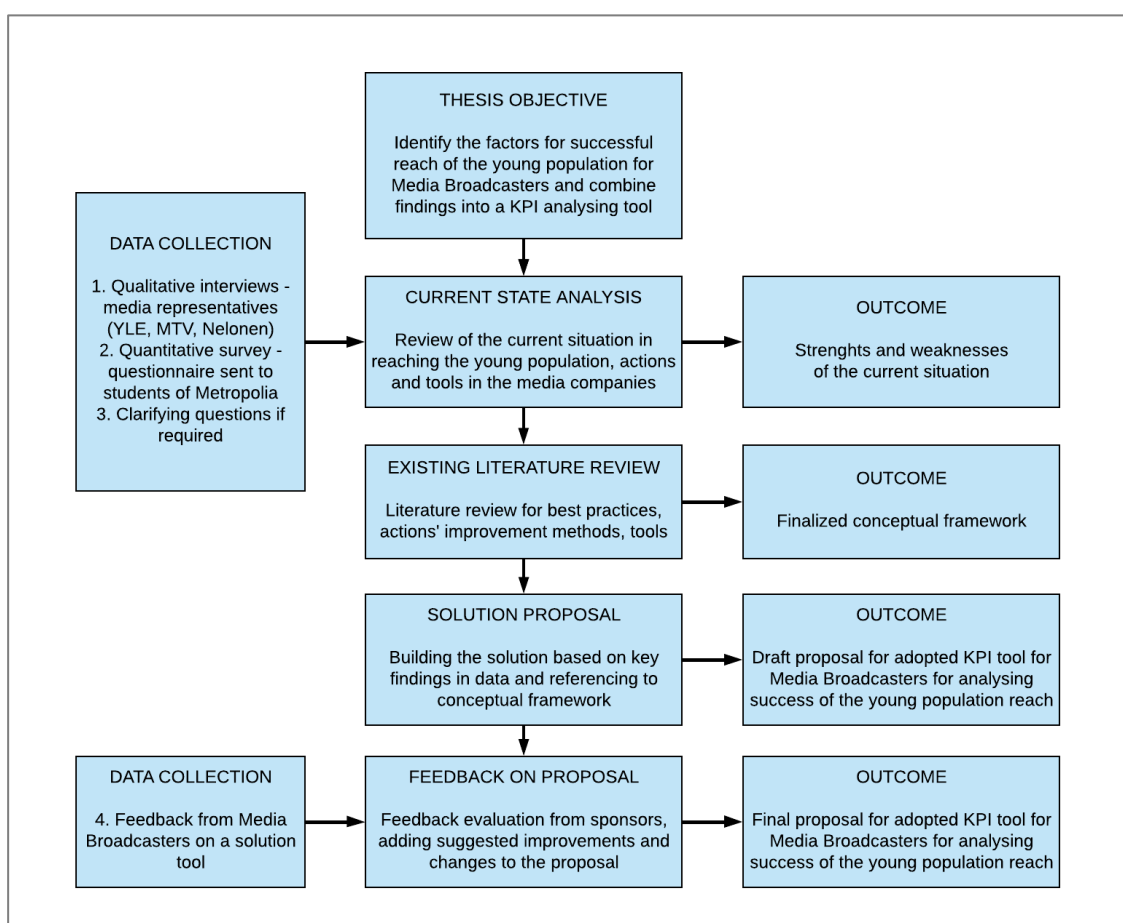 THESIS OBJECTIVE
Identify the factors for successful
reach of the young population for
Media Broadcasters and combine
findings into a KPI analysing tool
DATA COLLECTION
1. Qualitative interviews -
media representatives
(YLE, MTV, Nelonen)
2. Quantitative survey -
questionnaire sent to
students of Metropolia
3. Clarifying questions if
required
CURRENT STATE ANALYSIS
Review of the current situation in
reaching the young population, actions
and tools in the media companies
OUTCOME
Strenghts and weaknesses
of the current situation
EXISTING LITERATURE REVIEW
Literature review for best practices,
actions' improvement methods, tools
OUTCOME
Finalized conceptual framework
SOLUTION PROPOSAL
Building the solution based on key
findings in data and referencing to
conceptual framework
OUTCOME
Draft proposal for adopted KPI tool for
Media Broadcasters for analysing
success of the young population reach
DATA COLLECTION
4. Feedback from Media
Broadcasters on a solution
tool
FEEDBACK ON PROPOSAL
Feedback evaluation from sponsors,
adding suggested improvements and
changes to the proposal
OUTCOME
Final proposal for adopted KPI tool for
Media Broadcasters for analysing
success of the young population reach